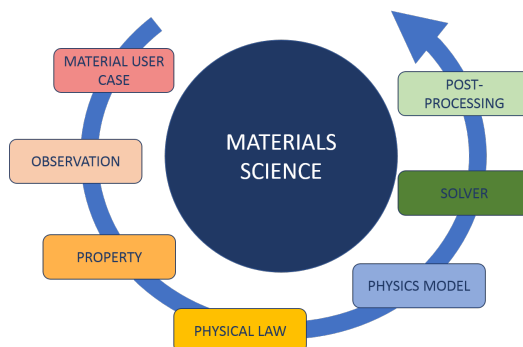 MATERIAL USER
CASE
OBSERVATION
PROPERTY
PHYSICAL LAW
PHYSICS MODEL
SOLVER
POST-
PROCESSING
MATERIALS
SCIENCE